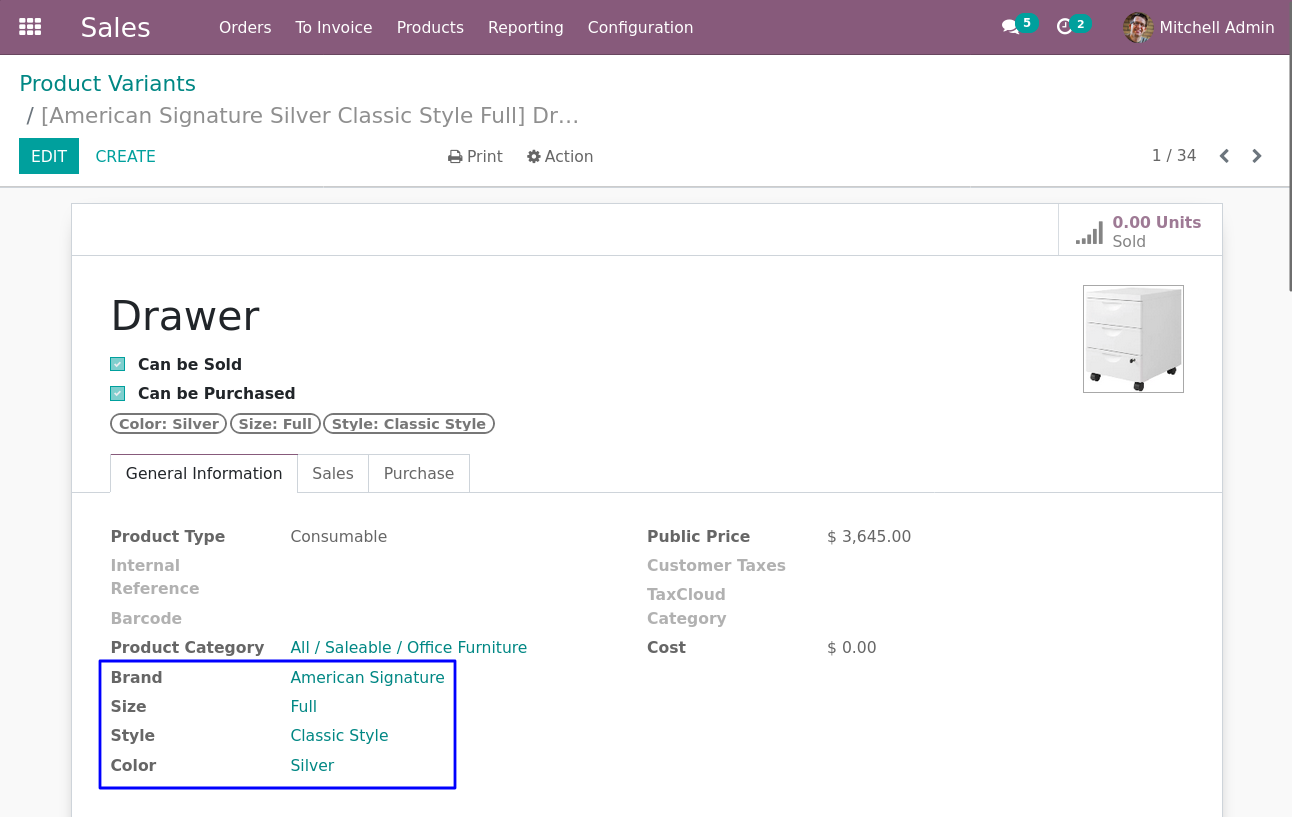 Sales Orders To Invoice Products Reporting Configuration 5 2 Mitchell Admin
Product Variants
/ [American Signature Silver Classic Style Full] Dr...
EDIT CREATE Print Action 1 / 34
0.00 Units
Sold
Drawer
Can be Sold
Can be Purchased
Color: Silver Size: Full Style: Classic Style
General Information Sales Purchase
Product Type Consumable
Internal
Reference
Barcode
Product Category All / Saleable / Office Furniture
Brand American Signature
Size Full
Style Classic Style
Color Silver
Public Price $ 3,645.00
Customer Taxes
TaxCloud
Category
Cost $ 0.00